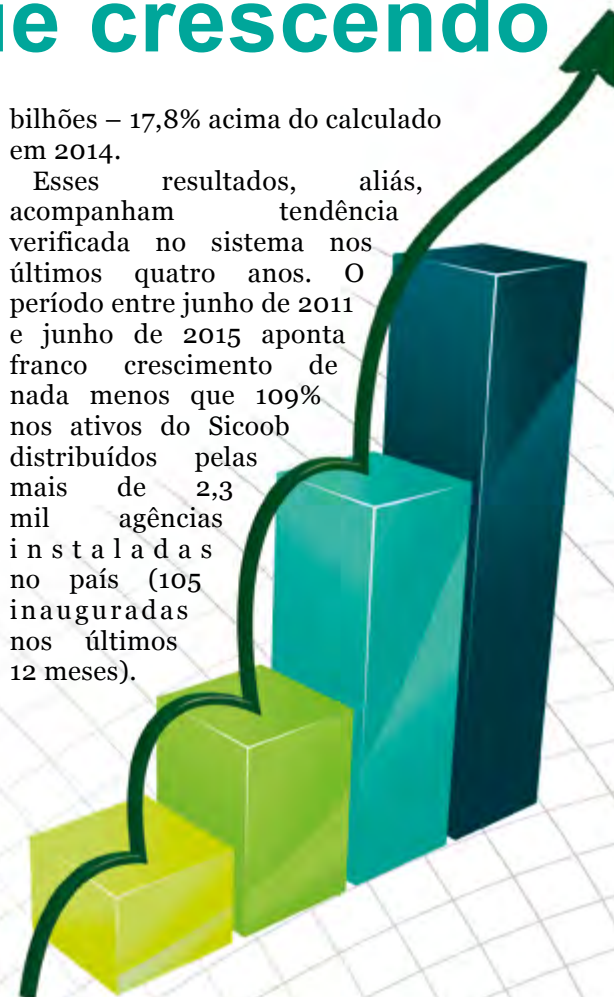 ue crescendo
bilhões – 17,8% acima do calculado
em 2014.
Esses resultados, aliás,
acompanham tendência
verificada no sistema nos
últimos quatro anos. O
período entre junho de 2011
e junho de 2015 aponta
franco crescimento de
nada menos que 109%
nos ativos do Sicoob
distribuídos pelas
mais de 2,3
mil agências
instaladas
no país (105
inauguradas
nos últimos
12 meses).